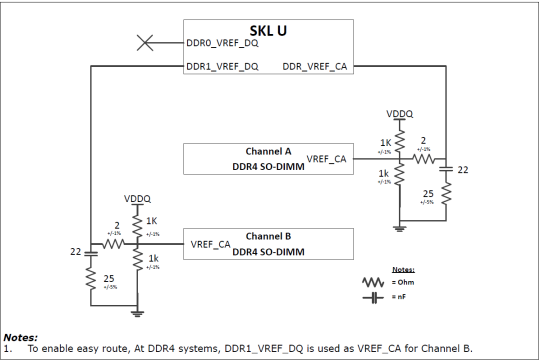 SKL U
DDR0_VREF_DQ
DDR1_VREF_DQ DDR_VREF_CA
VDDQ
1K
+/-1%
2
+/-1%
Channel A
DDR4 SO-DIMM
VREF_CA
1k
+/-1%
22
25
+/-5%
VDDQ
1K
+/-1%
2
+/-1%
Channel B
DDR4 SO-DIMM
VREF_CA
22
1k
+/-1%
25
+/-5%
Notes:
= Ohm
= nF
Notes:
1. To enable easy route, At DDR4 systems, DDR1_VREF_DQ is used as VREF_CA for Channel B.